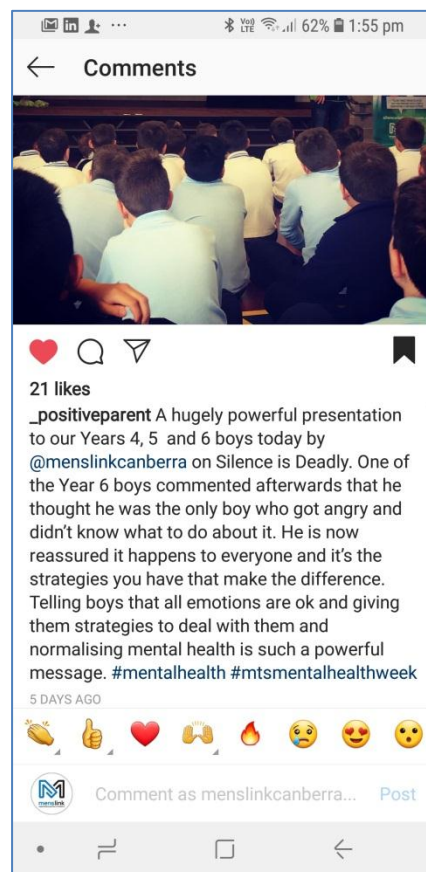 Vo))
LTE
62%
1:55 pm
Comments
21 likes
_positiveparent A hugely powerful presentation
to our Years 4, 5 and 6 boys today by
@menslinkcanberra on Silence is Deadly. One of
the Year 6 boys commented afterwards that he
thought he was the only boy who got angry and
didn't know what to do about it. He is now
reassured it happens to everyone and it's the
strategies you have that make the difference.
Telling boys that all emotions are ok and giving
them strategies to deal with them and
normalising mental health is such a powerful
message. #mentalhealth #mtsmentalhealthweek
5 DAYS AGO
menslink
Comment as menslinkcanberra...
Post